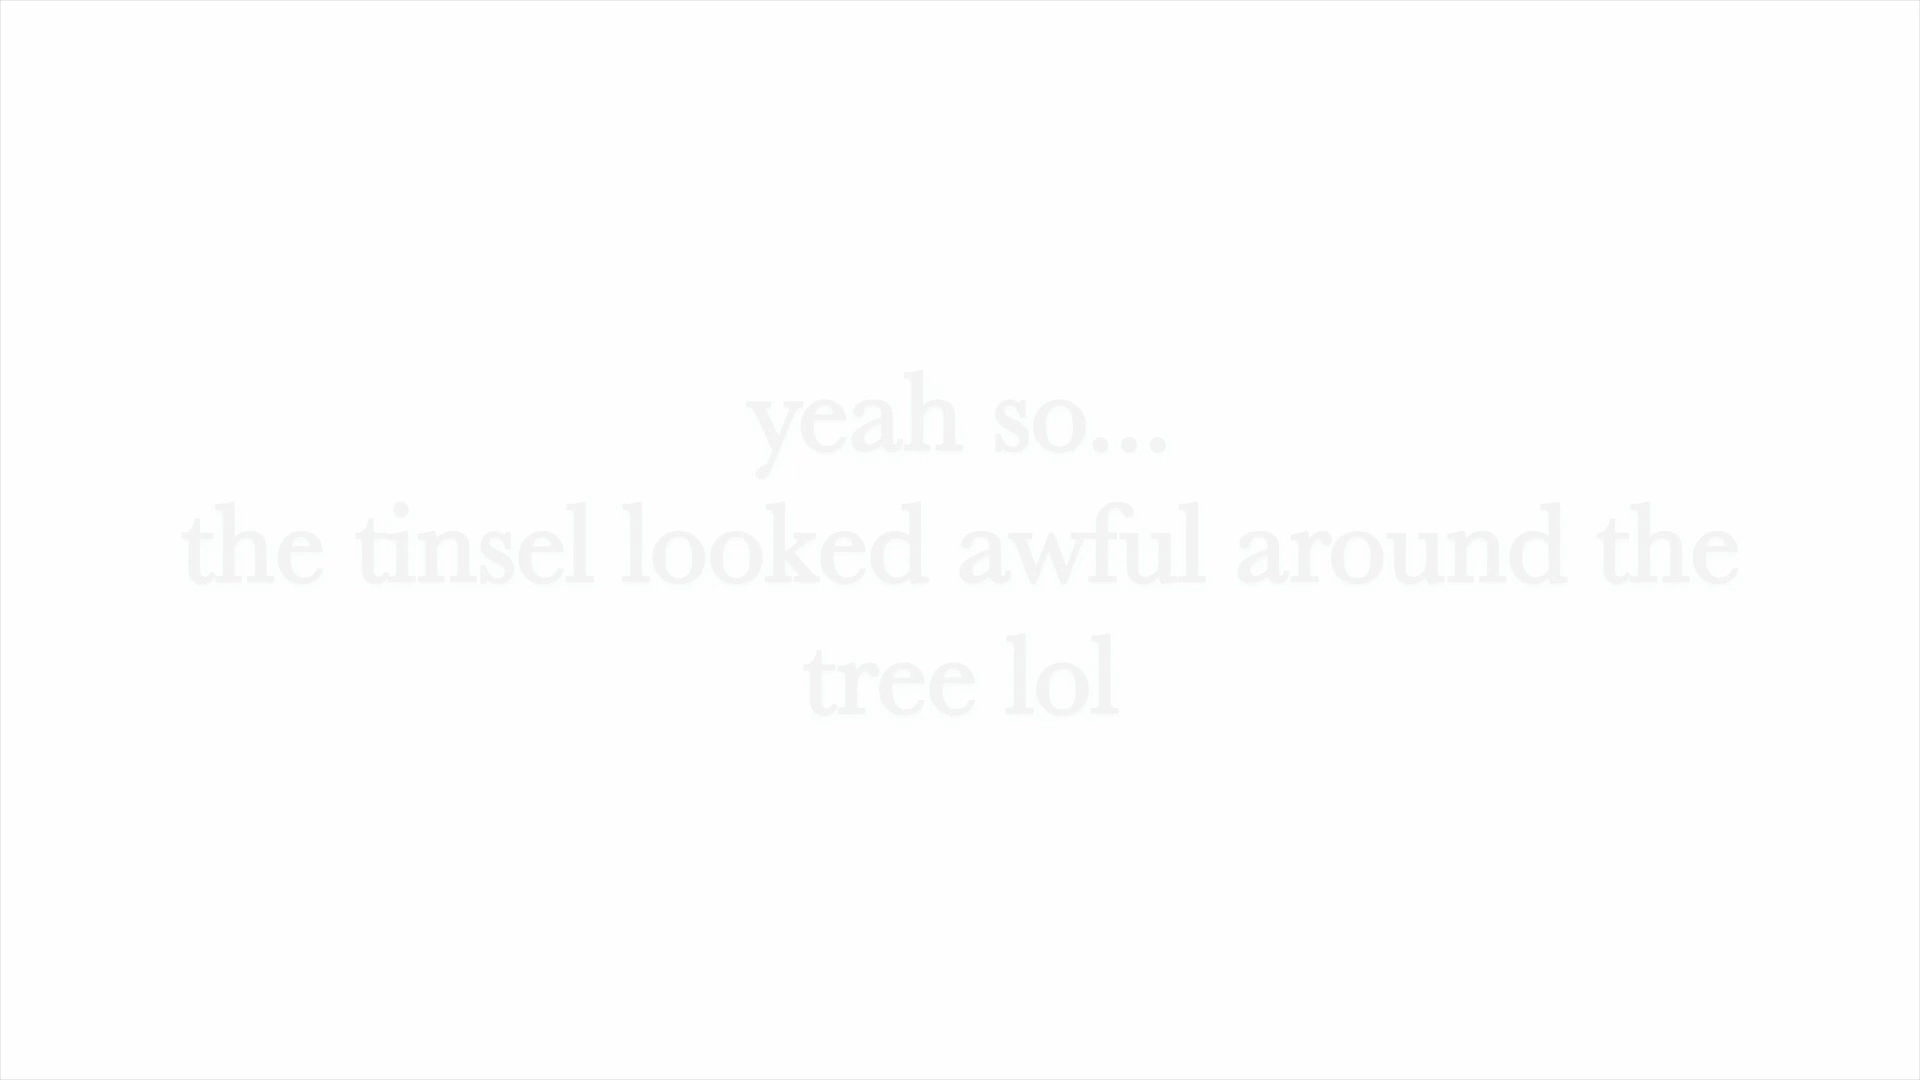 yeah so...
the tinsel looked awful around the
tree lol